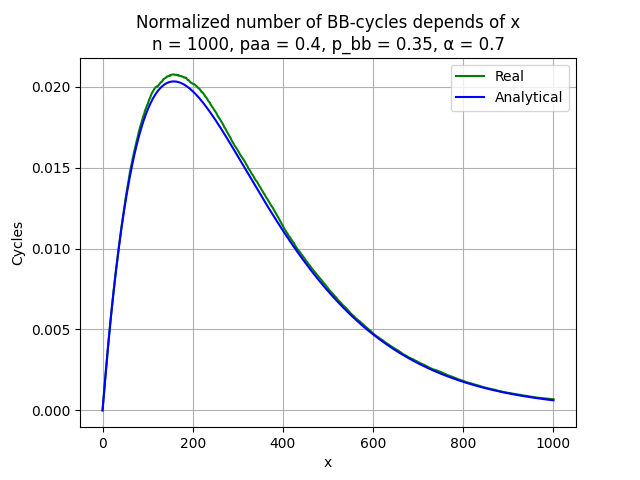 Normalized number of BB-cycles depends of x
n = 1000, paa = 0.4, p_bb = 0.35, α = 0.7
Real
Analytical
0.020
0.015
0.010
0.005
0.000
Cycles
0 200 400 600 800 1000
x